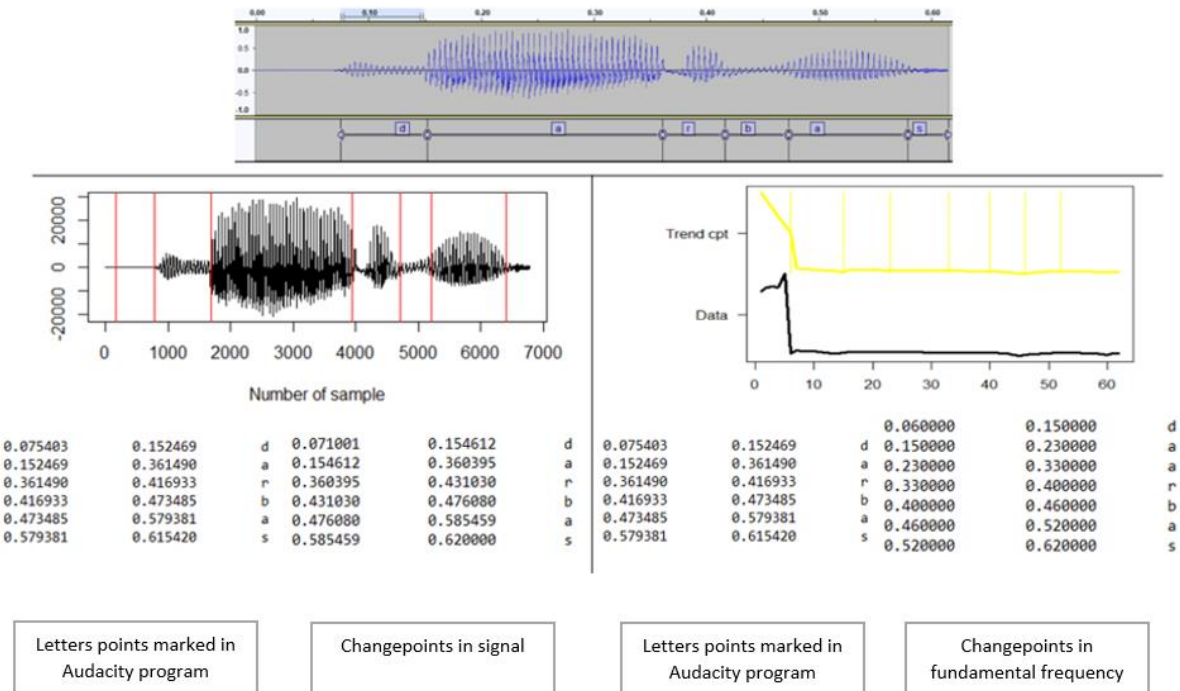 0.00 0.10 0.20 0.30 0.40 0.50 0.60
1.0
0.5
0.0
-0.5
-1.0
d a r b a s
20000
0
-20000
0 1000 2000 3000 4000 5000 6000 7000
Number of sample
Trend cpt
Data
0 10 20 30 40 50 60
0.075403 0.152469 d
0.152469 0.361490 a
0.361490 0.416933 r
0.416933 0.473485 b
0.473485 0.579381 a
0.579381 0.615420 s
0.071001 0.154612 d
0.154612 0.360395 a
0.360395 0.431030 r
0.431030 0.476080 b
0.476080 0.585459 a
0.585459 0.620000 s
0.075403 0.152469 d
0.152469 0.361490 a
0.361490 0.416933 r
0.416933 0.473485 b
0.473485 0.579381 a
0.579381 0.615420 s
0.060000 0.150000 d
0.150000 0.230000 a
0.230000 0.330000 a
0.330000 0.400000 r
0.400000 0.460000 b
0.460000 0.520000 a
0.520000 0.620000 s
Letters points marked in
Audacity program
Changepoints in signal
Letters points marked in
Audacity program
Changepoints in
fundamental frequency